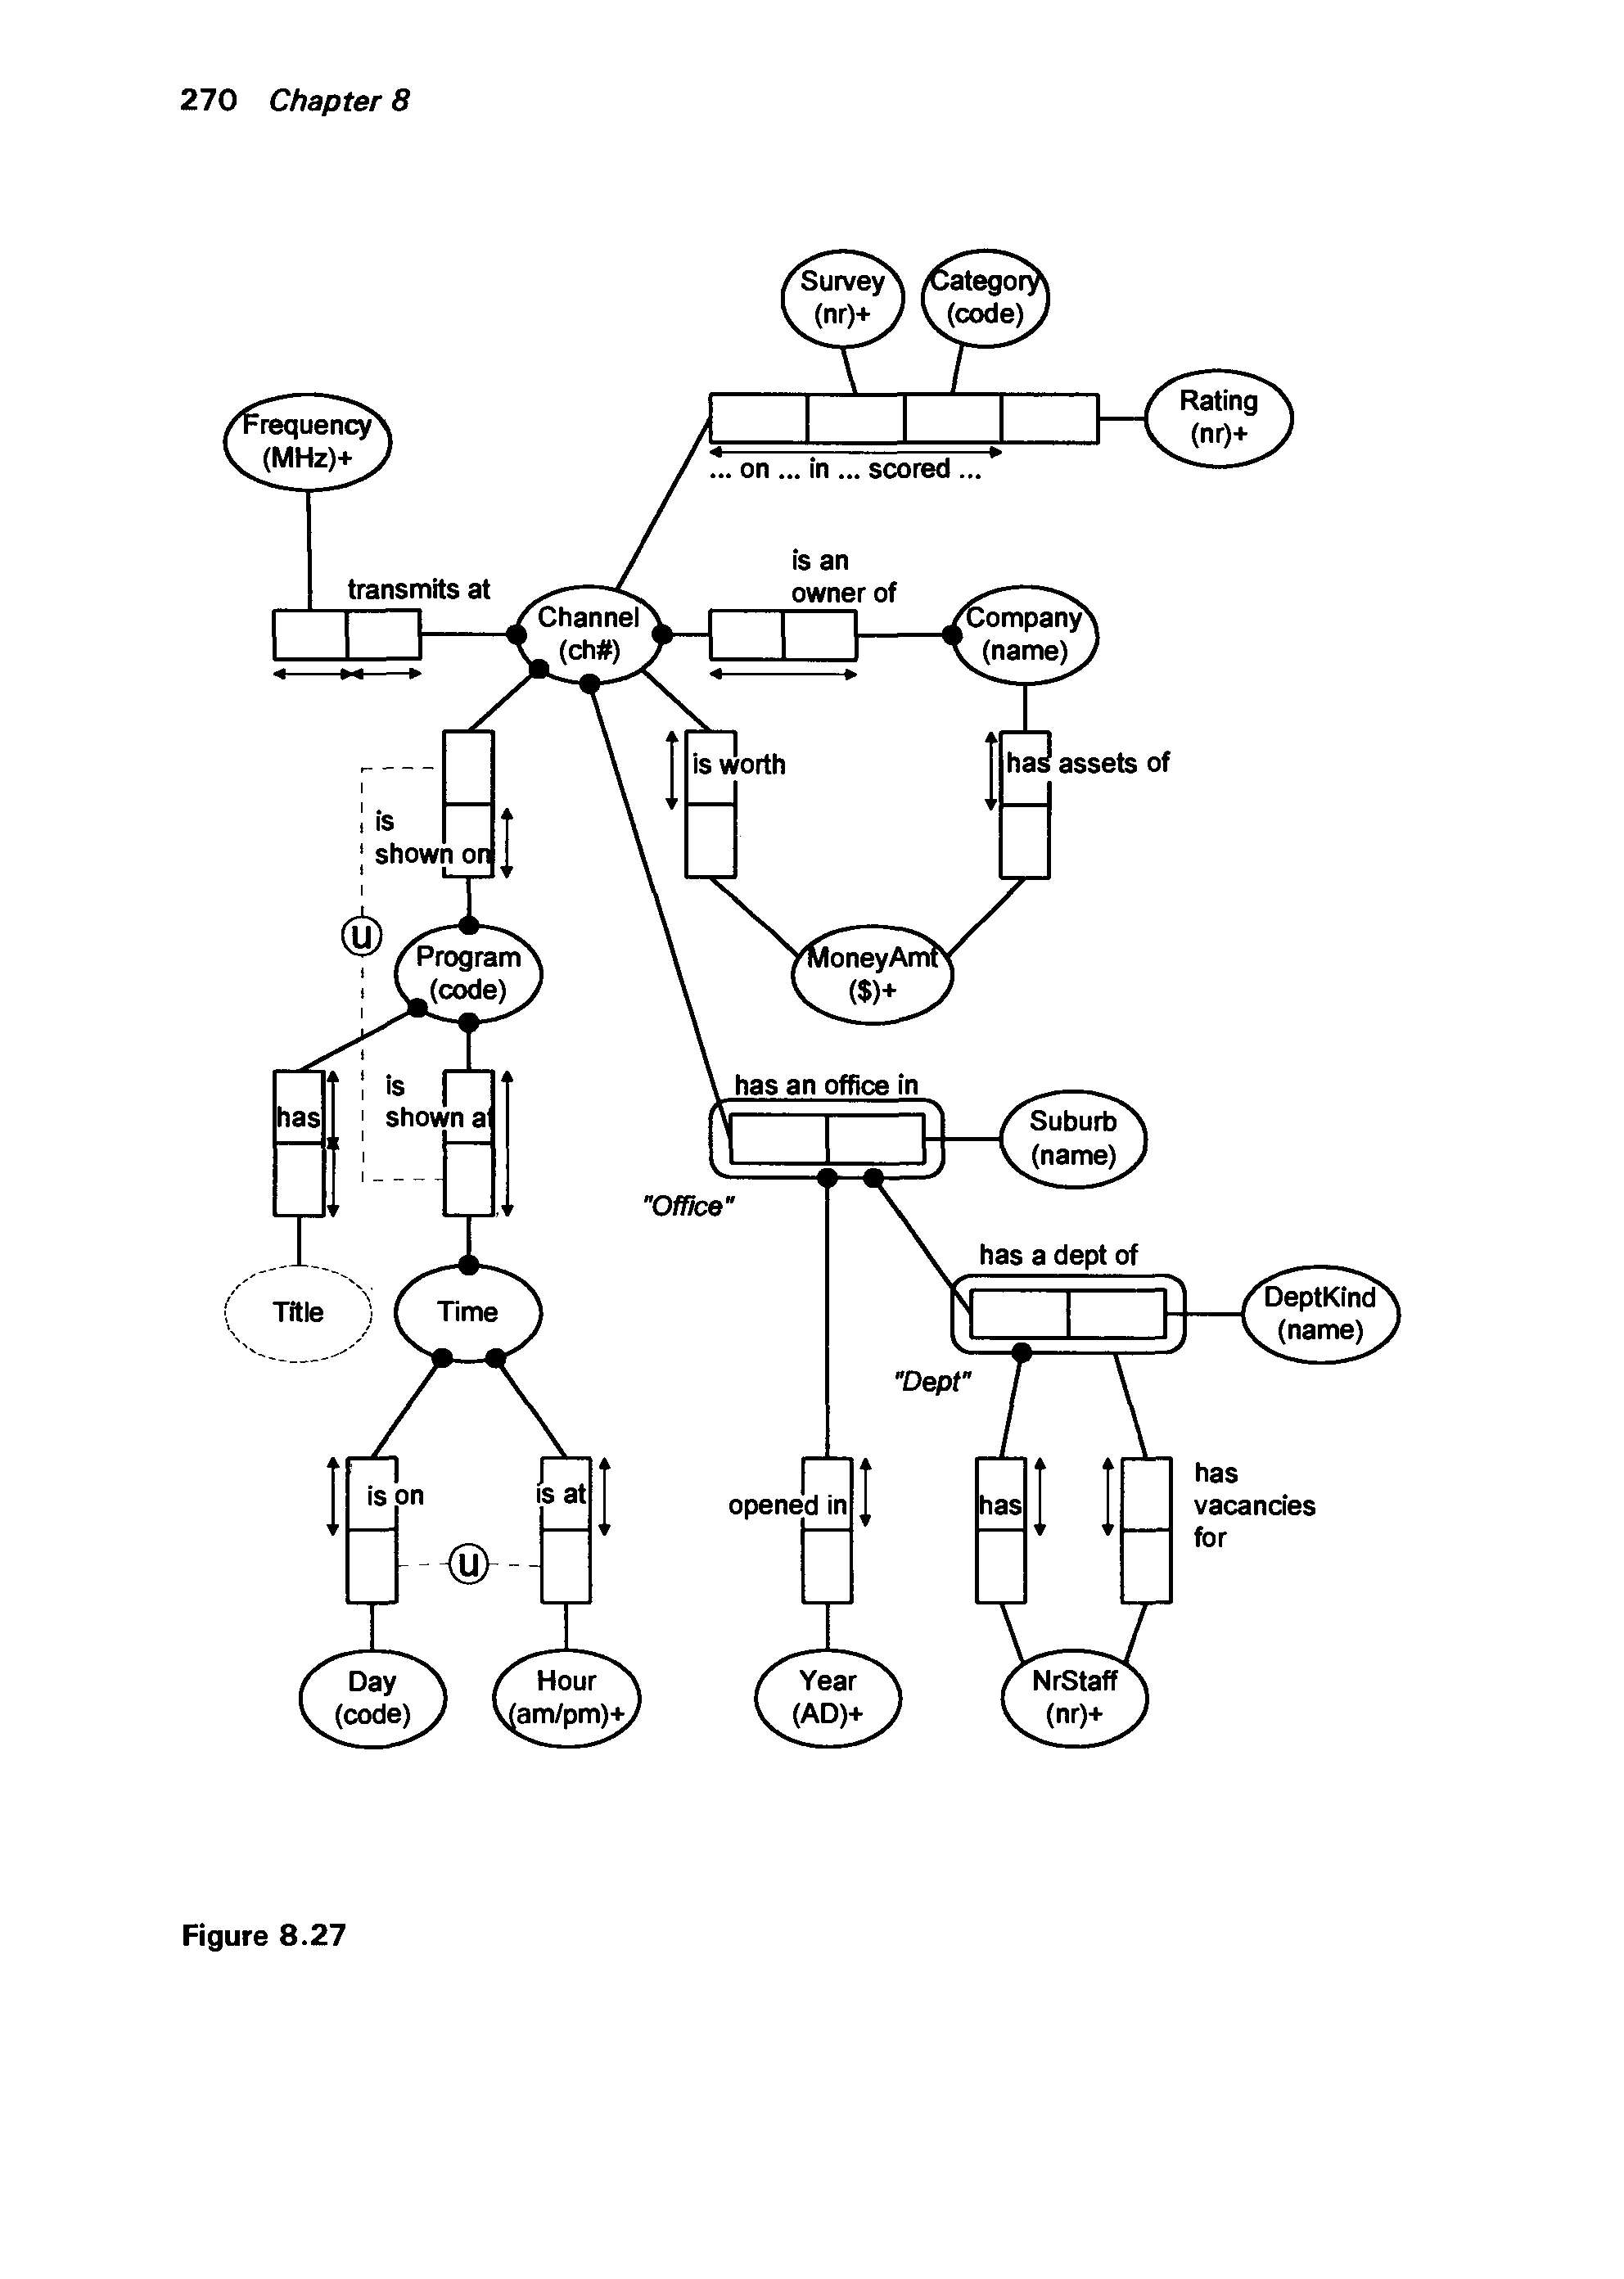 270 Chapter 8
Survey
(nr)+
Category
(code)
Rating
(nr)+
... on ... in ... scored ...
Frequency
(MHz)+
transmits at
Channel
(ch#)
is an
owner of
Company
(name)
is worth
has assets of
is
shown on
U
Program
(code)
MoneyAmt
($)+
has
is
shown at
has an office in
Suburb
(name)
"Office"
Title
Time
has a dept of
DeptKind
(name)
"Dept"
is on
is at
U
opened in
has
has
vacancies
for
Day
(code)
Hour
(am/pm)+
Year
(AD)+
NrStaff
(nr)+
Figure 8.27